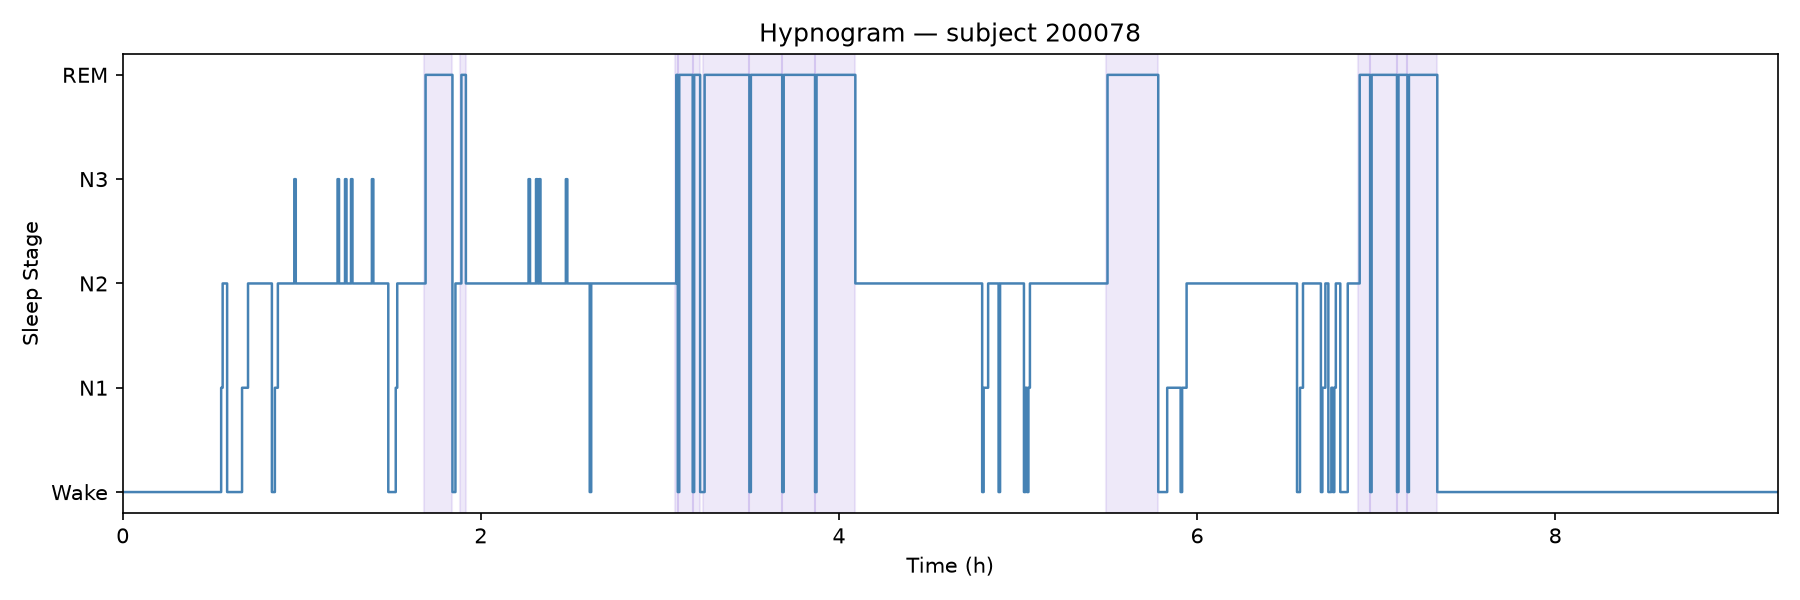 Hypnogram — subject 200078
REM
N3
N2
N1
Wake
Sleep Stage
0 2 4 6 8
Time (h)